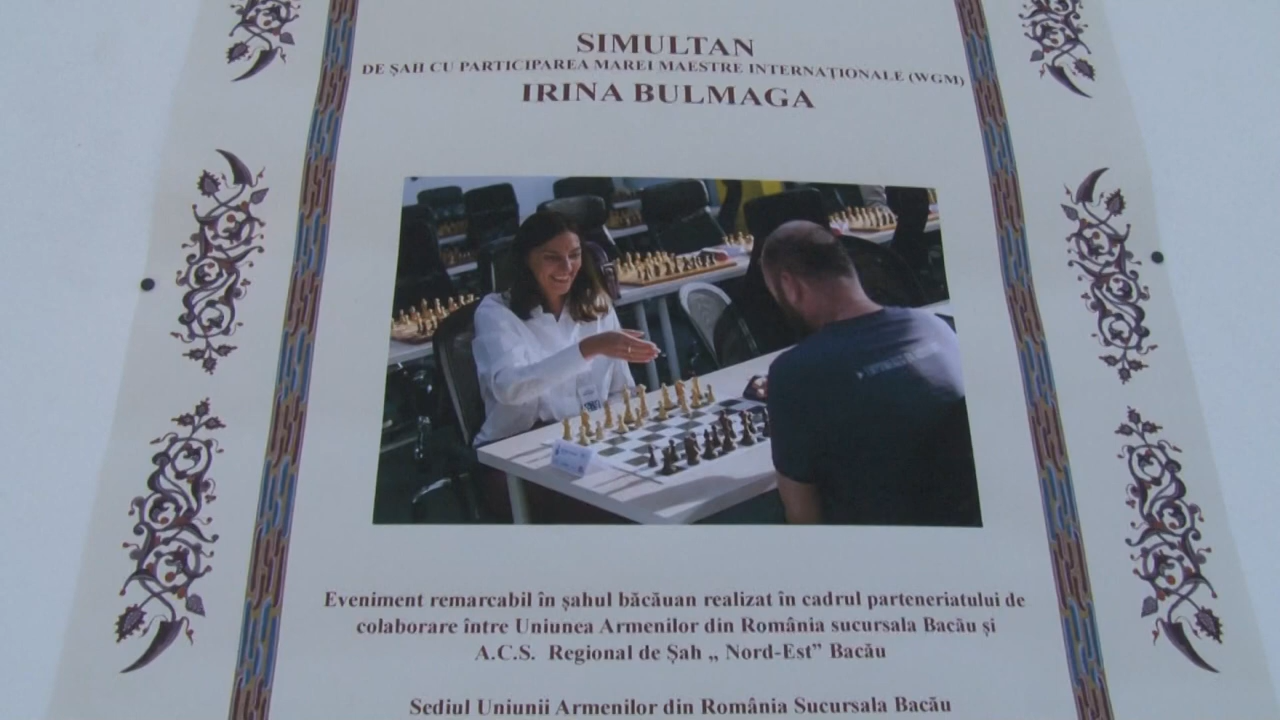 SIMULTAN
DE ȘAH CU PARTICIPAREA MAREI MAESTRE INTERNAȚIONALE (WGM)
IRINA BULMAGA
Eveniment remarcabil în șahul băcăuan realizat în cadrul parteneriatului de
colaborare între Uniunea Armenilor din România sucursala Bacău și
A.C.S. Regional de Șah „ Nord-Est” Bacău
Sediul Uniunii Armenilor din România Sucursala Bacău